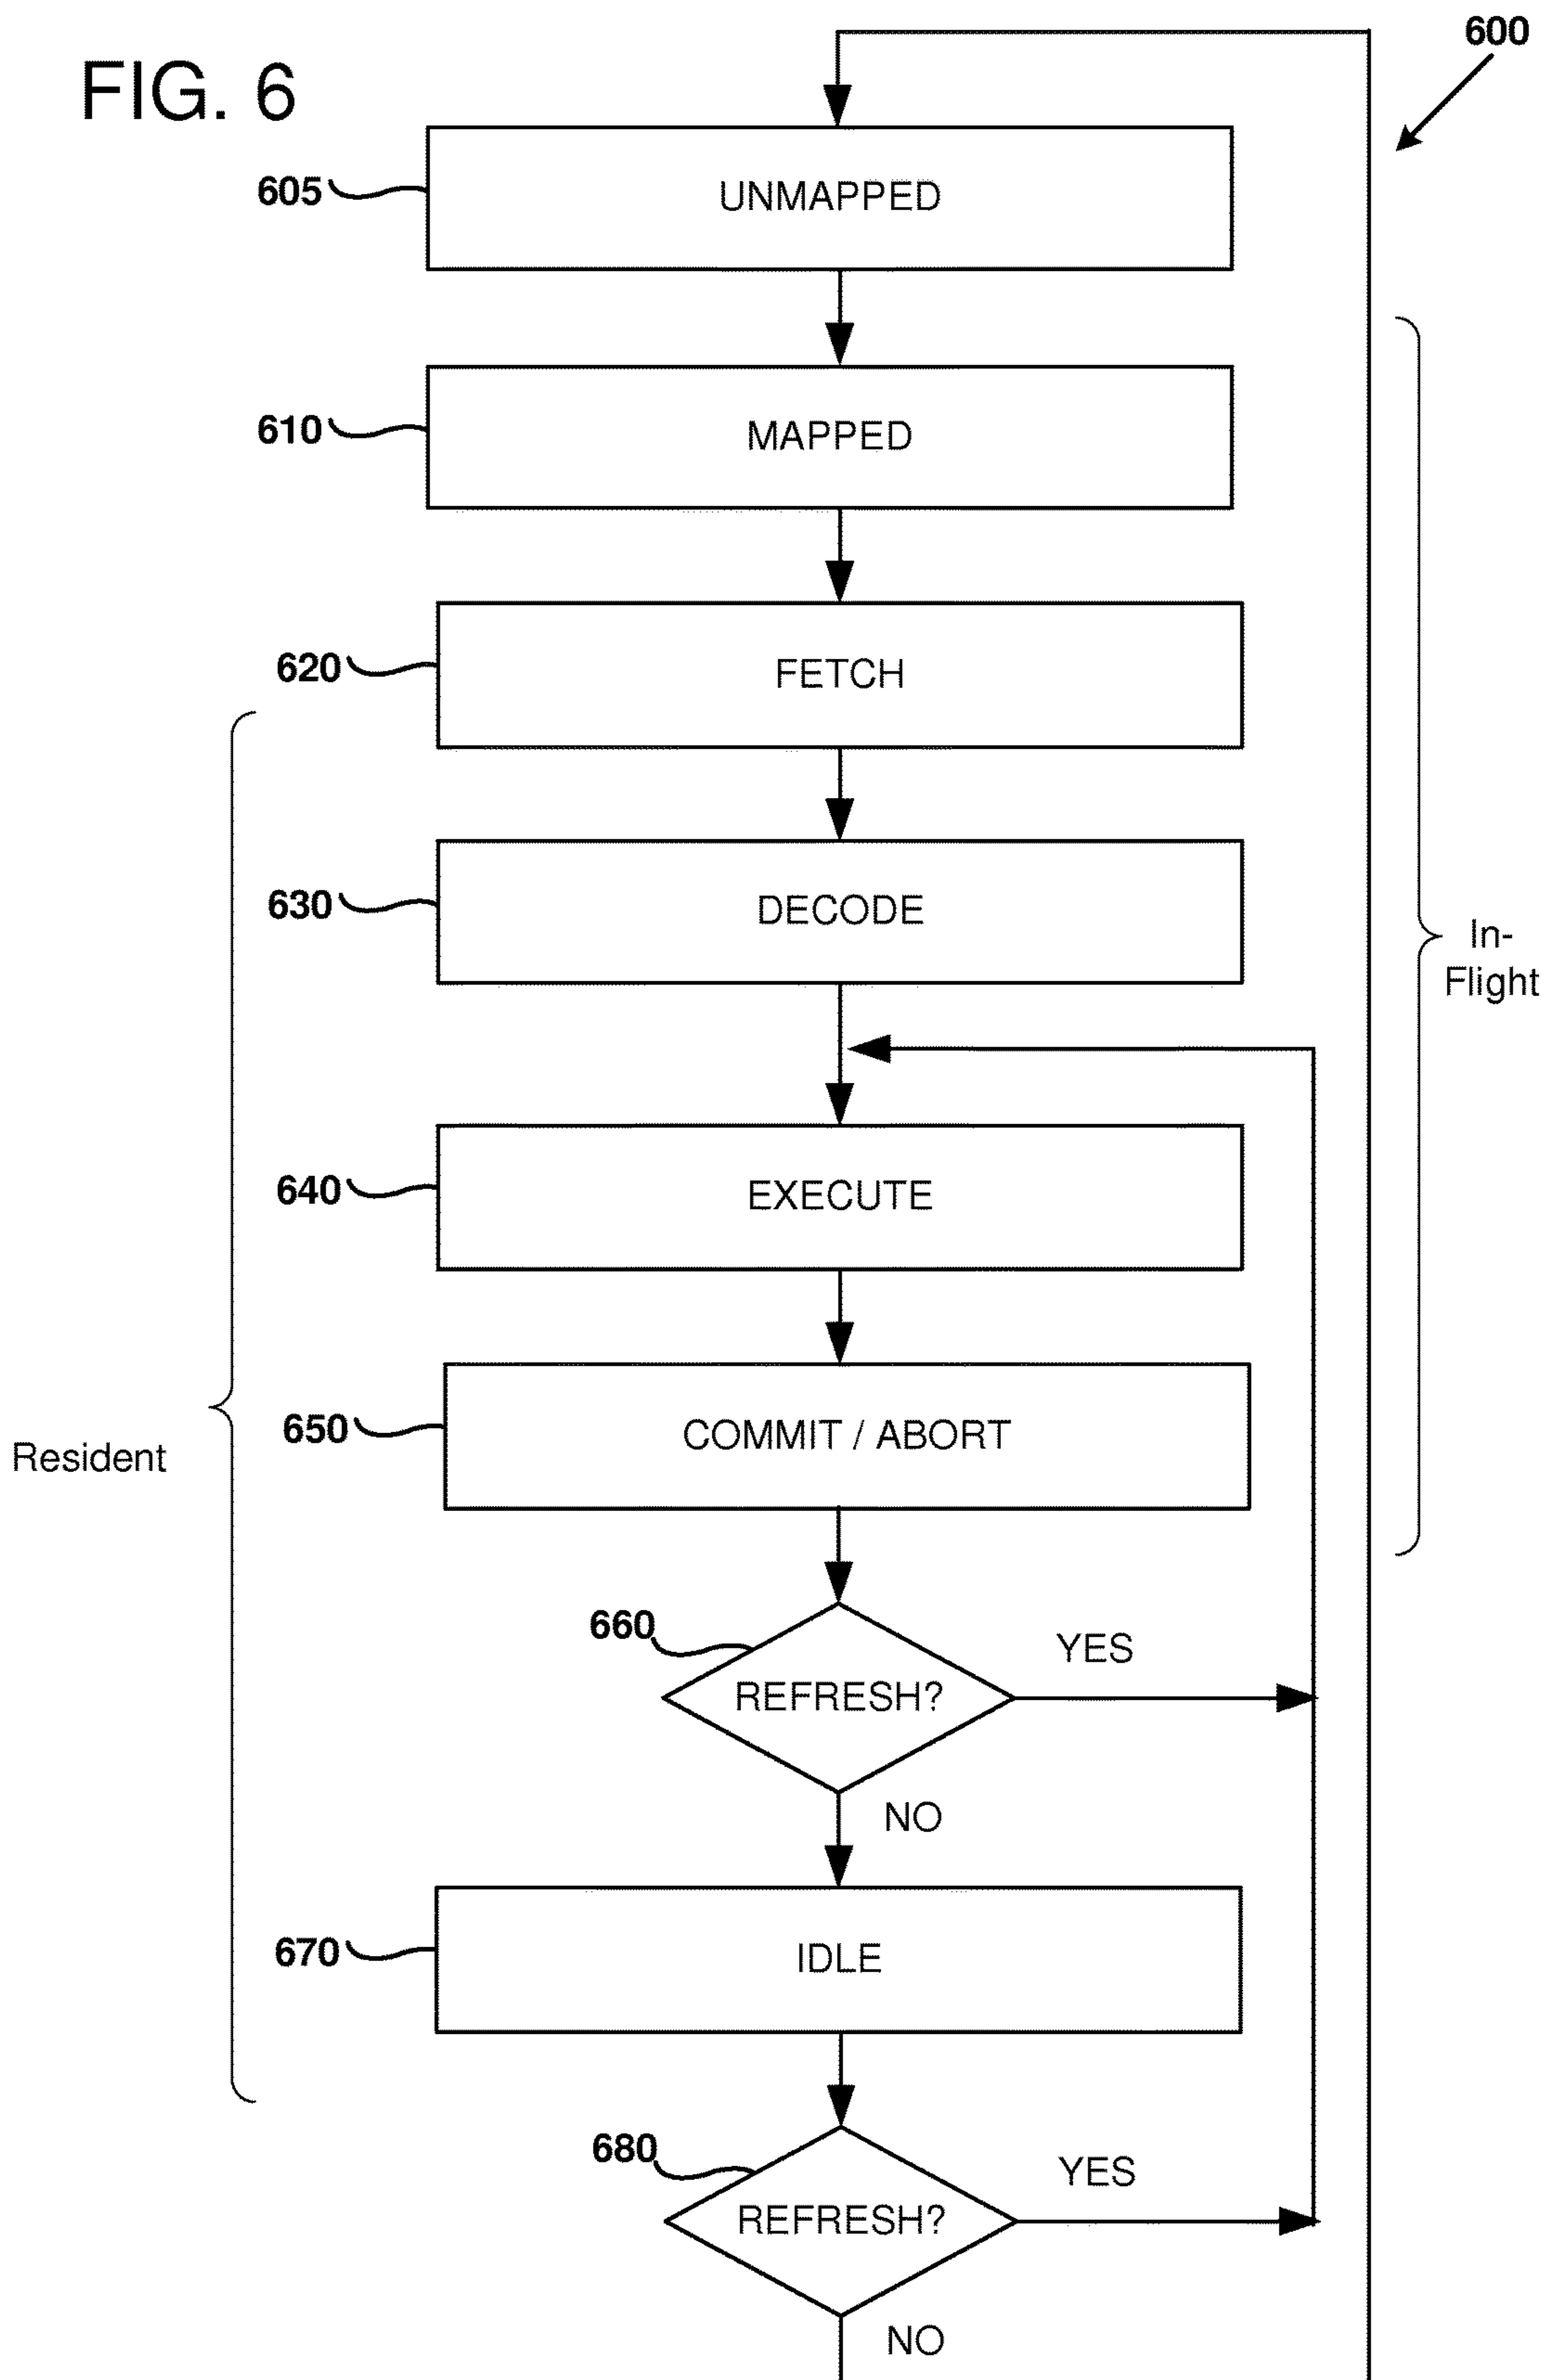 FIG. 6
600
605
UNMAPPED
610
MAPPED
620
FETCH
630
DECODE
In-
Flight
640
EXECUTE
650
COMMIT / ABORT
Resident
660
REFRESH?
YES
NO
670
IDLE
680
REFRESH?
YES
NO